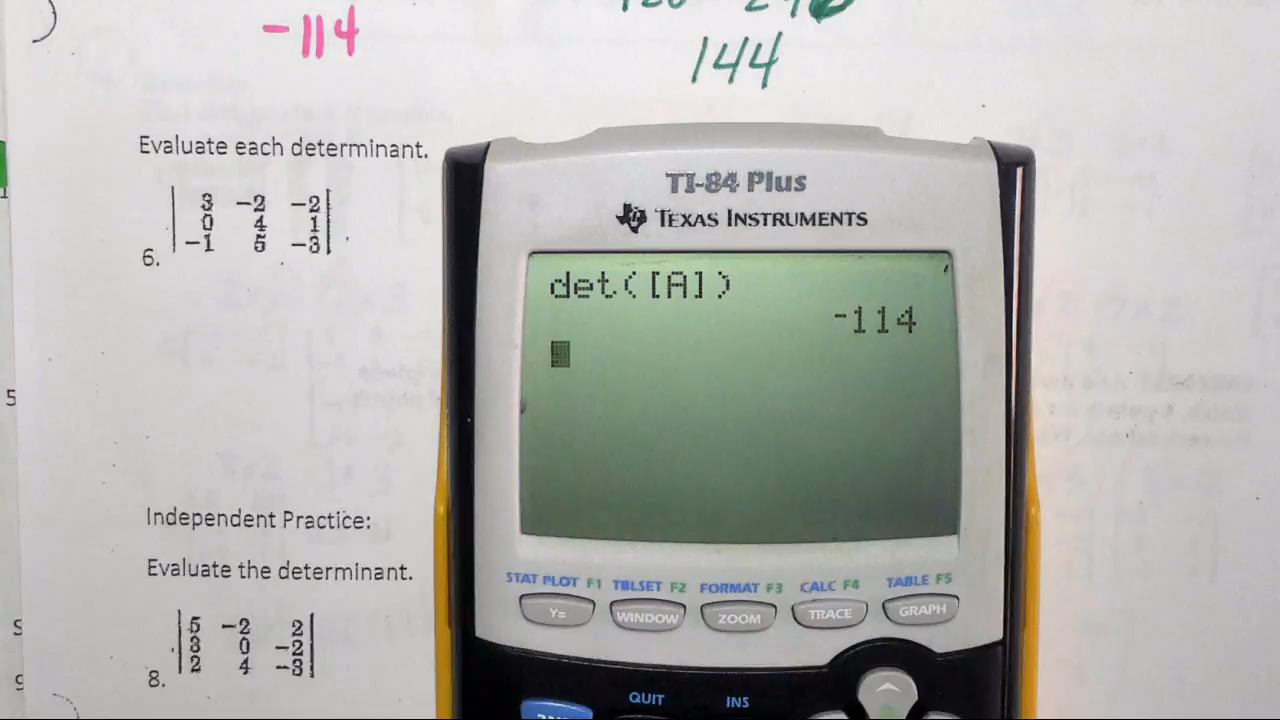 -114
144
Evaluate each determinant.
3 -2 -2
0 4 1
-1 5 -3
6.
TI-84 Plus
TEXAS INSTRUMENTS
det([A])
-114
5
Independent Practice:
Evaluate the determinant.
5 -2 2
3 0 -2
2 4 -3
8.
STAT PLOT F1 TBLSET F2 FORMAT F3 CALC F4 TABLE F5
Y= WINDOW ZOOM TRACE GRAPH
QUIT INS